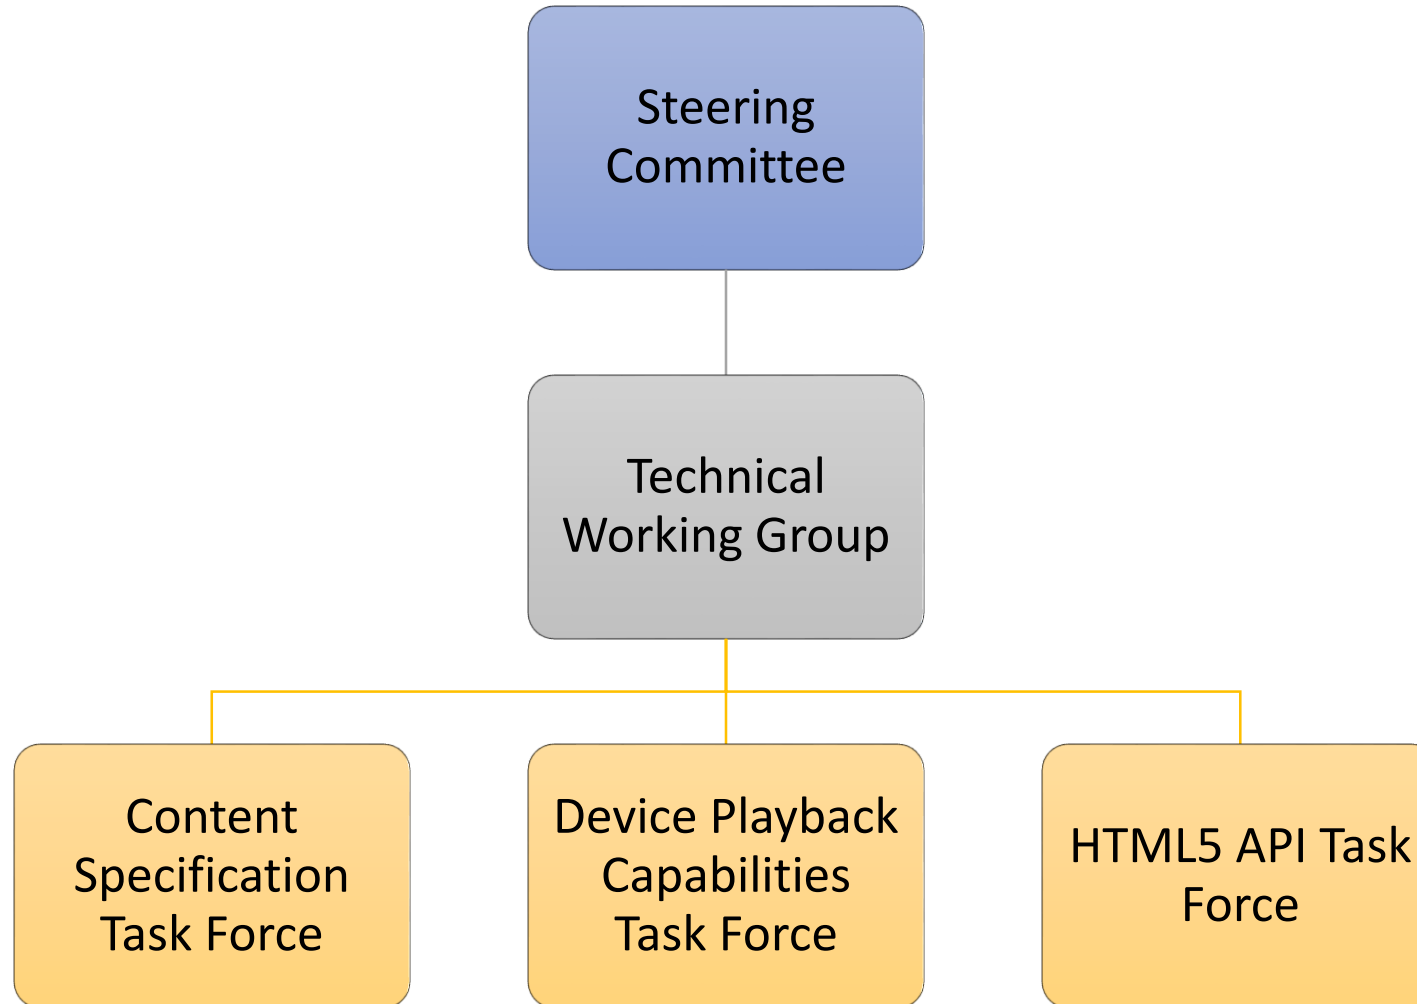 Steering
Committee
Technical
Working Group
Content
Specification
Task Force
Device Playback
Capabilities
Task Force
HTML5 API Task
Force